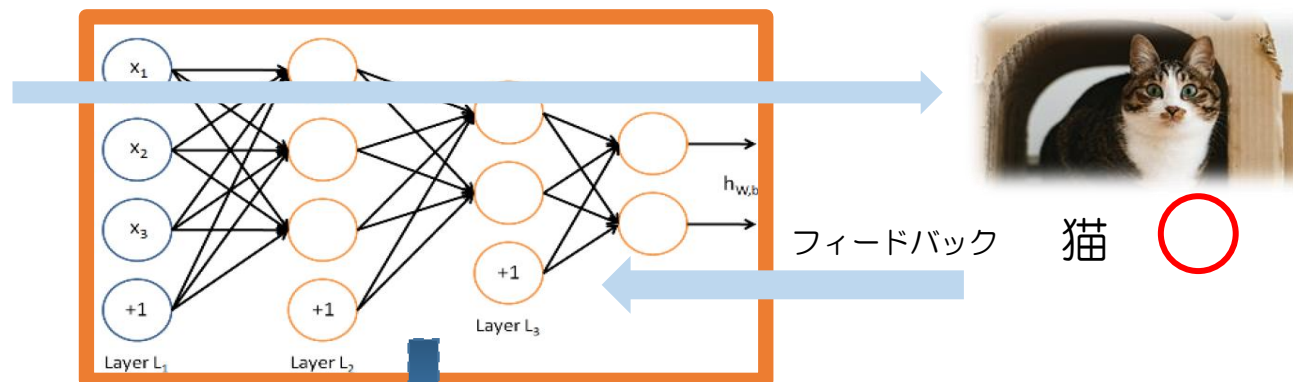 x₁
x₂
x₃
+1
Layer L₁
+1
Layer L₂
+1
Layer L₃
h_W,b
フィードバック
猫